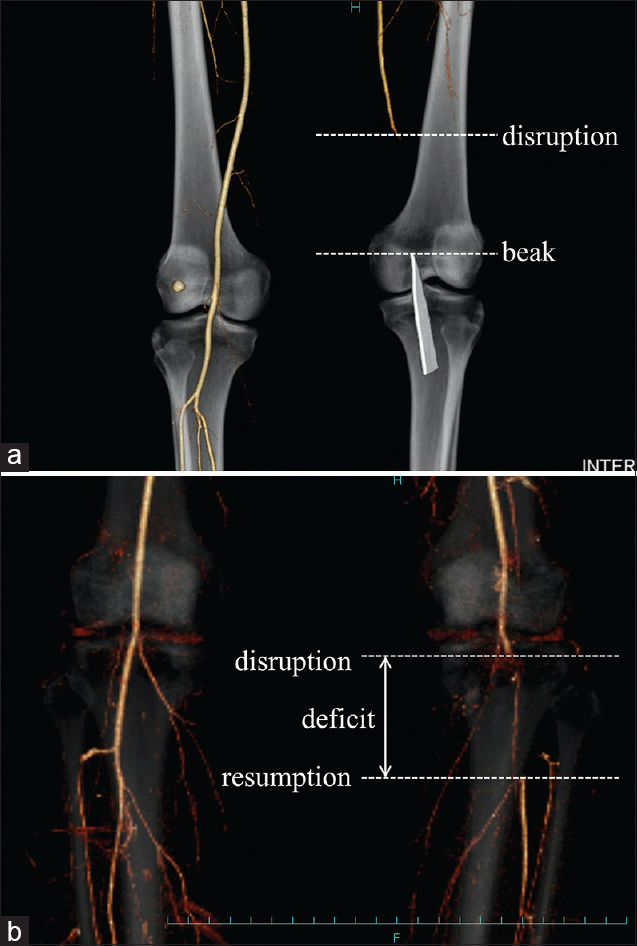 H
disruption
beak
a
INTER
H
disruption
deficit
resumption
b
F